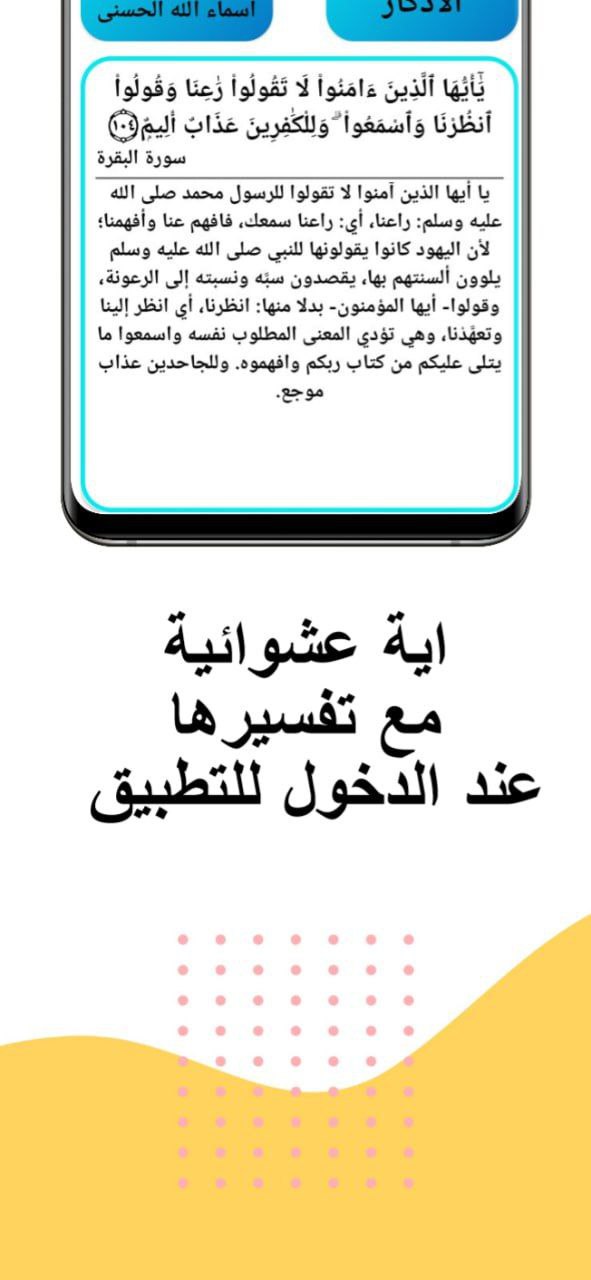 الأذكار
اسماء الله الحسنى
يَٰٓأَيُّهَا ٱلَّذِينَ ءَامَنُواْ لَا تَقُولُواْ رَٰعِنَا وَقُولُواْ
ٱنظُرْنَا وَٱسْمَعُواْۗ وَلِلْكَٰفِرِينَ عَذَابٌ أَلِيمٌ ١٠٤
سورة البقرة
يا أيها الذين آمنوا لا تقولوا للرسول محمد صلى الله
عليه وسلم: راعنا، أي: راعنا سمعك، فافهم عنا وأفهمنا؛
لأن اليهود كانوا يقولونها للنبي صلى الله عليه وسلم
يلوون ألسنتهم بها، يقصدون سبَّه ونسبته إلى الرعونة،
وقولوا- أيها المؤمنون- بدلا منها: انظرنا، أي انظر إلينا
وتعهَّدْنا، وهي تؤدي المعنى المطلوب نفسه واسمعوا ما
يتلى عليكم من كتاب ربكم وافهموه. وللجاحدين عذاب
موجع.
اية عشوائية
مع تفسيرها
عند الدخول للتطبيق